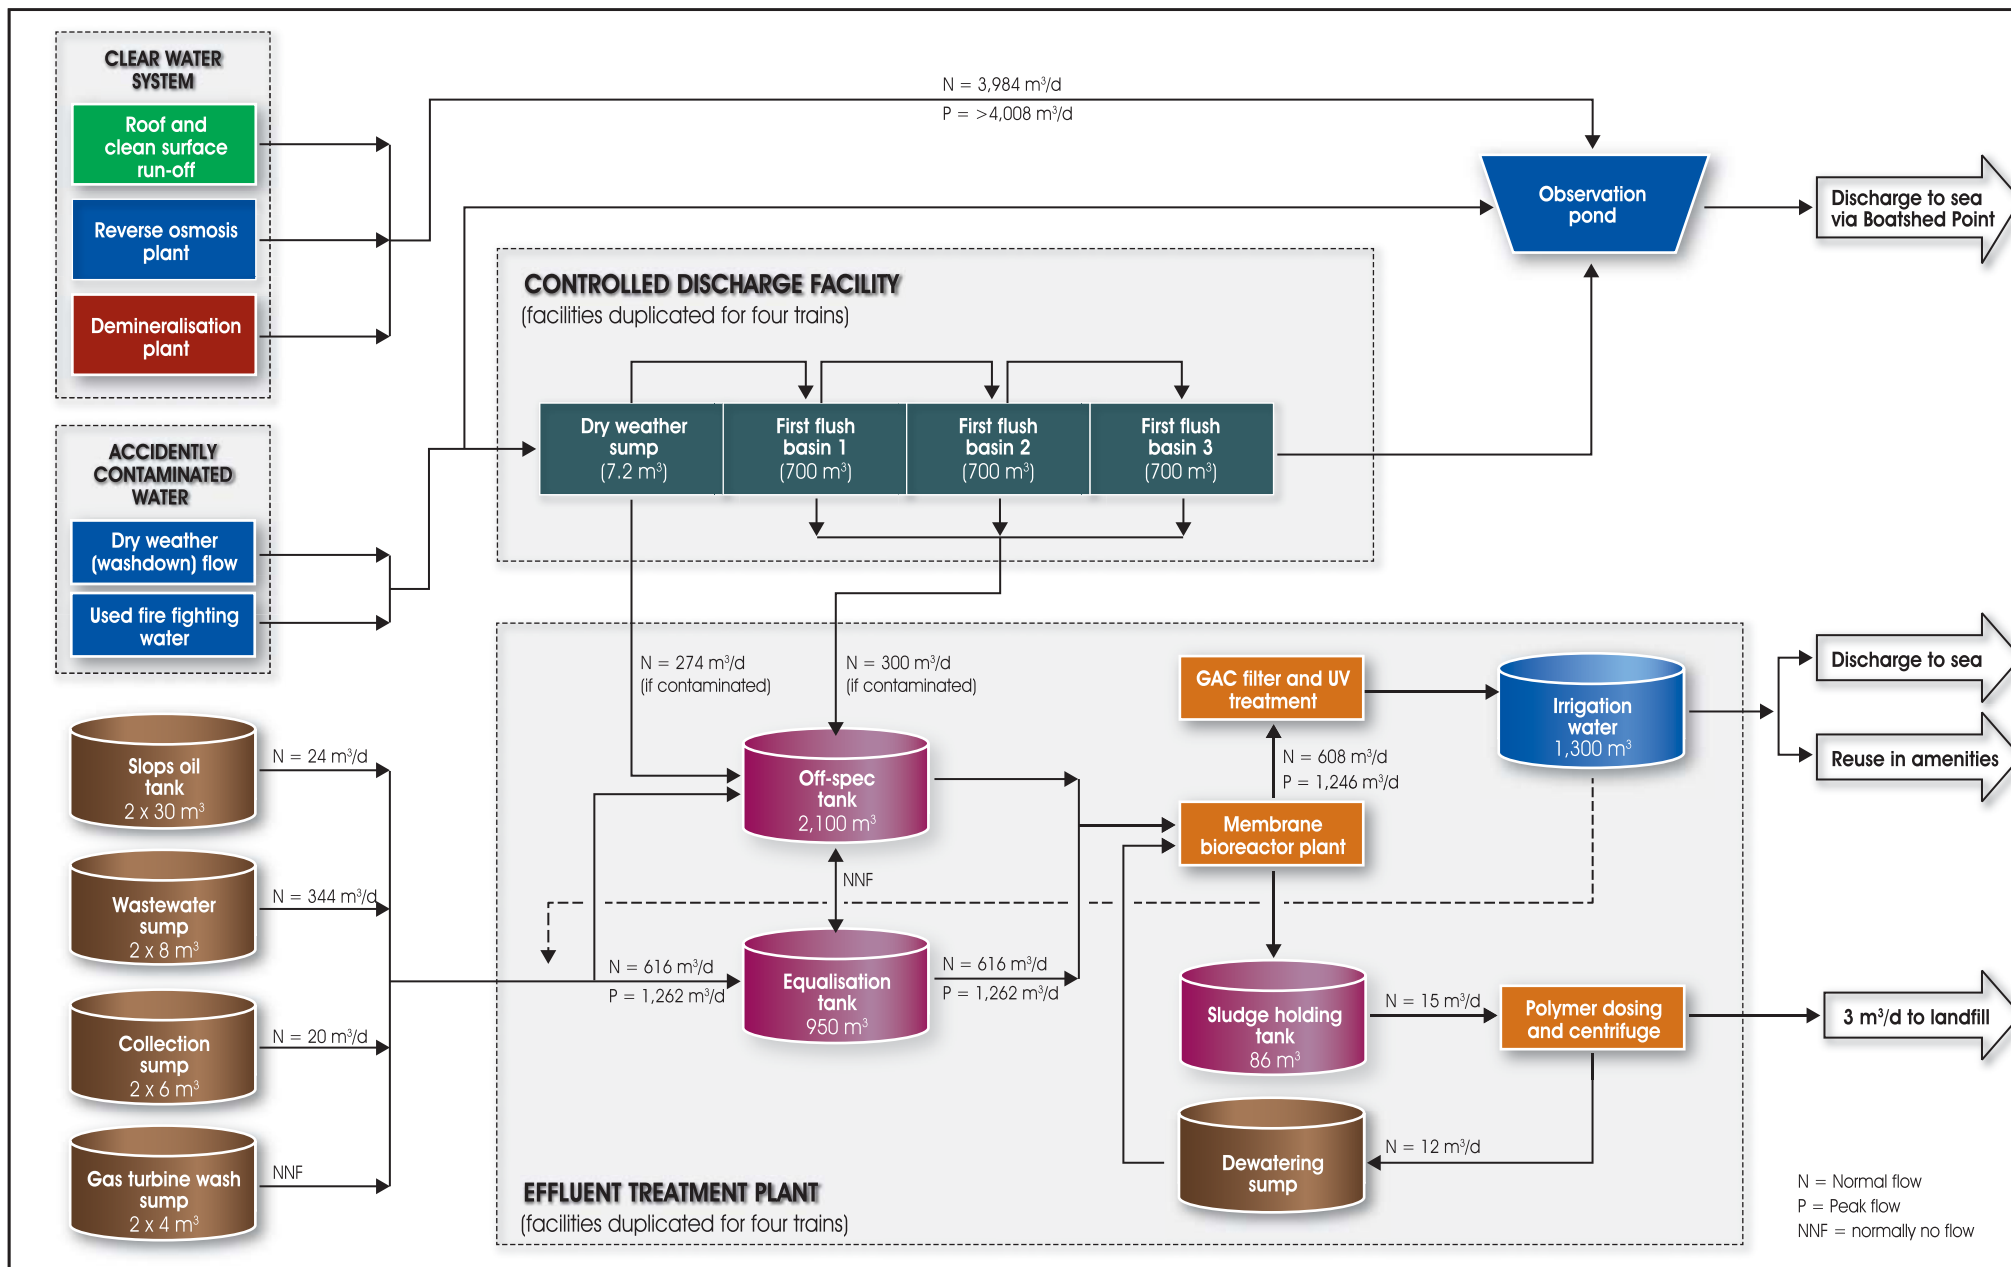 CLEAR WATER
SYSTEM
Roof and
clean surface
run-off
Reverse osmosis
plant
Demineralisation
plant
N = 3,984 m³/d
P = >4,008 m³/d
Observation
pond
Discharge to sea
via Boatshed Point
CONTROLLED DISCHARGE FACILITY
(facilities duplicated for four trains)
Dry weather
sump
(7.2 m³)
First flush
basin 1
(700 m³)
First flush
basin 2
(700 m³)
First flush
basin 3
(700 m³)
ACCIDENTLY
CONTAMINATED
WATER
Dry weather
(washdown) flow
Used fire fighting
water
N = 274 m³/d
(if contaminated)
N = 300 m³/d
(if contaminated)
Slops oil
tank
2 x 30 m³
N = 24 m³/d
Wastewater
sump
2 x 8 m³
N = 344 m³/d
Collection
sump
2 x 6 m³
N = 20 m³/d
Gas turbine wash
sump
2 x 4 m³
NNF
Off-spec
tank
2,100 m³
NNF
N = 616 m³/d
P = 1,262 m³/d
Equalisation
tank
950 m³
N = 616 m³/d
P = 1,262 m³/d
GAC filter and UV
treatment
N = 608 m³/d
P = 1,246 m³/d
Membrane
bioreactor plant
Irrigation
water
1,300 m³
Discharge to sea
Reuse in amenities
Sludge holding
tank
86 m³
N = 15 m³/d
Polymer dosing
and centrifuge
3 m³/d to landfill
N = 12 m³/d
Dewatering
sump
EFFLUENT TREATMENT PLANT
(facilities duplicated for four trains)
N = Normal flow
P = Peak flow
NNF = normally no flow